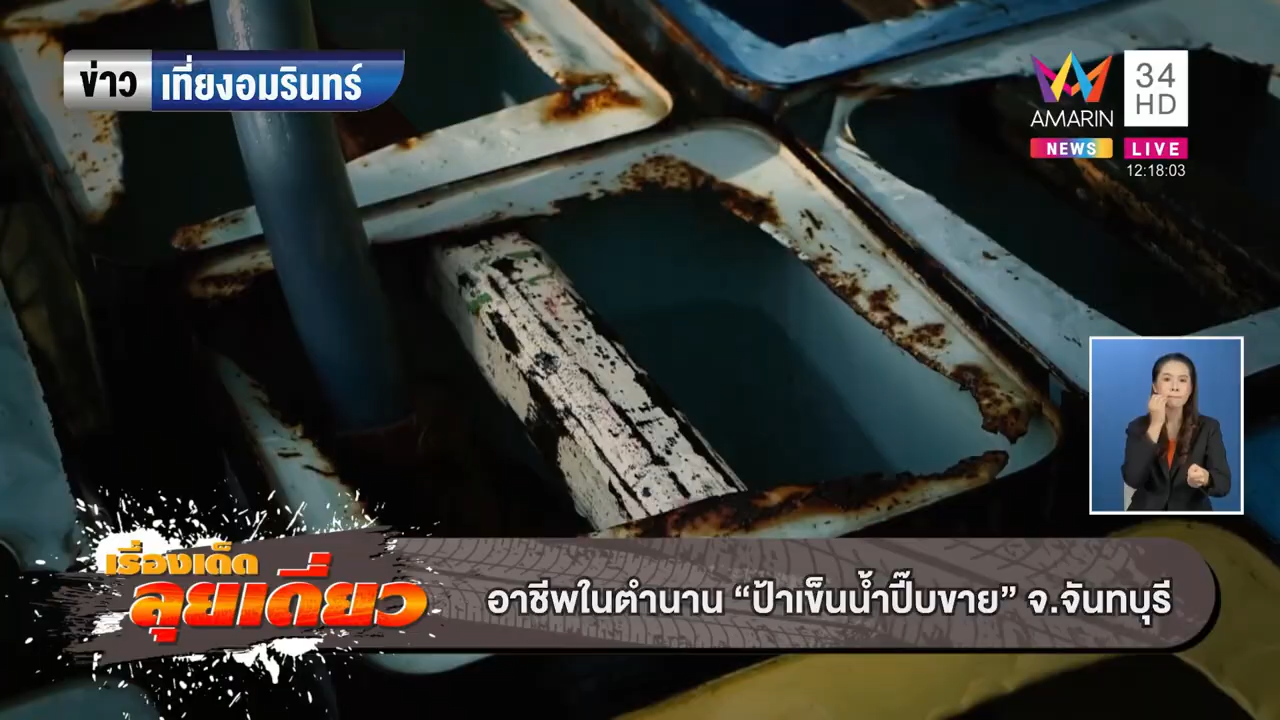 ข่าว เที่ยงอมรินทร์
AMARIN
34
HD
NEWS
LIVE
12:18:03
เรื่องเด็ด
ลุยเดี่ยว
อาชีพในตำนาน “ป้าเข็นน้ำปี๊บขาย” จ.จันทบุรี